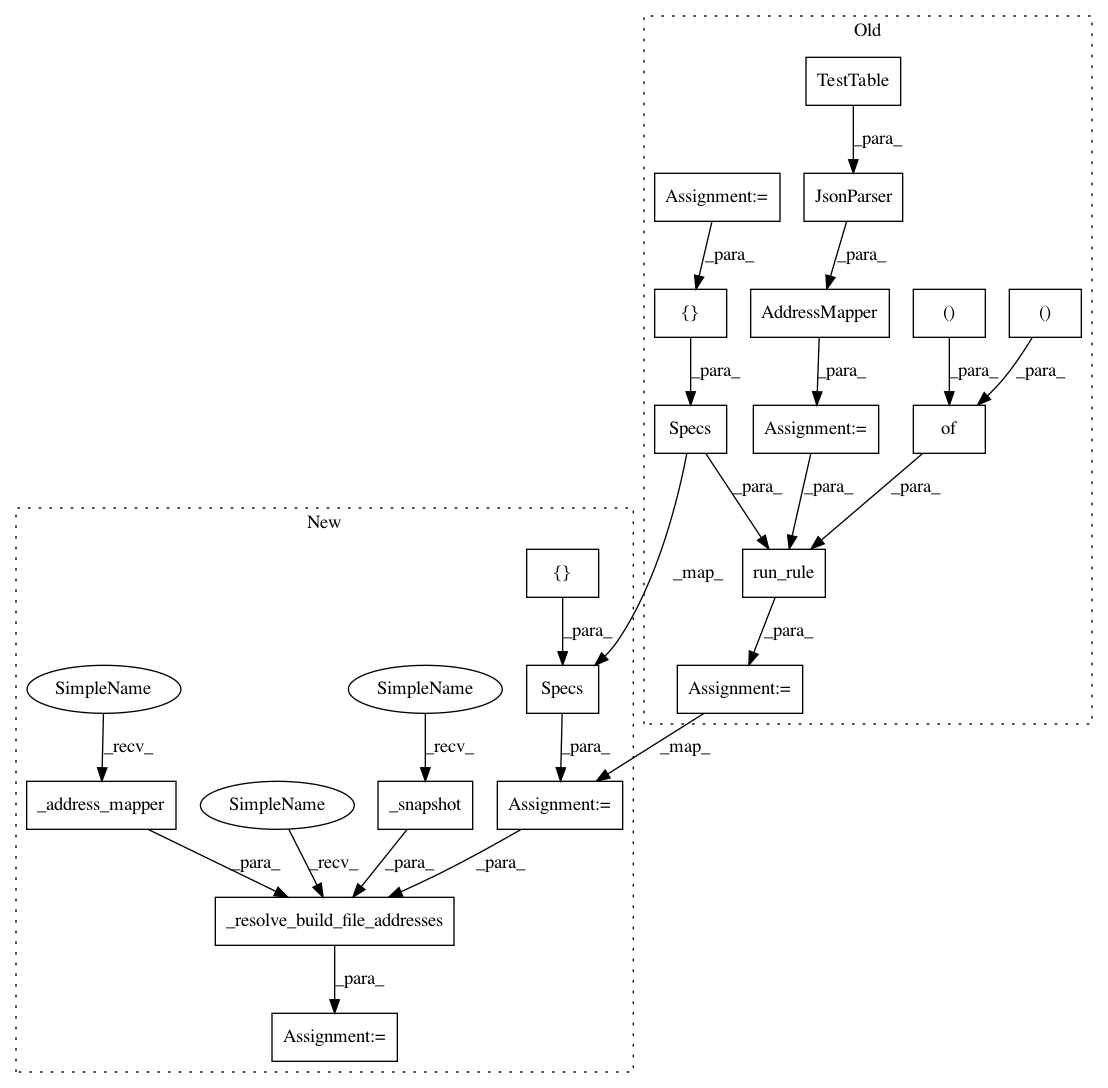 Old
TestTable
_para_
Assignment:=
JsonParser
_para_
_para_
{}
AddressMapper
()
()
_para_
_para_
_para_
_para_
Specs
Assignment:=
of
_para_
_para_
_para_
New
{}
run_rule
_map_
_para_
_para_
SimpleName
SimpleName
Specs
Assignment:=
_recv_
_recv_
_para_
_map_
_address_mapper
SimpleName
_snapshot
Assignment:=
_para_
_recv_
_para_
_para_
_resolve_build_file_addresses
_para_
Assignment:=